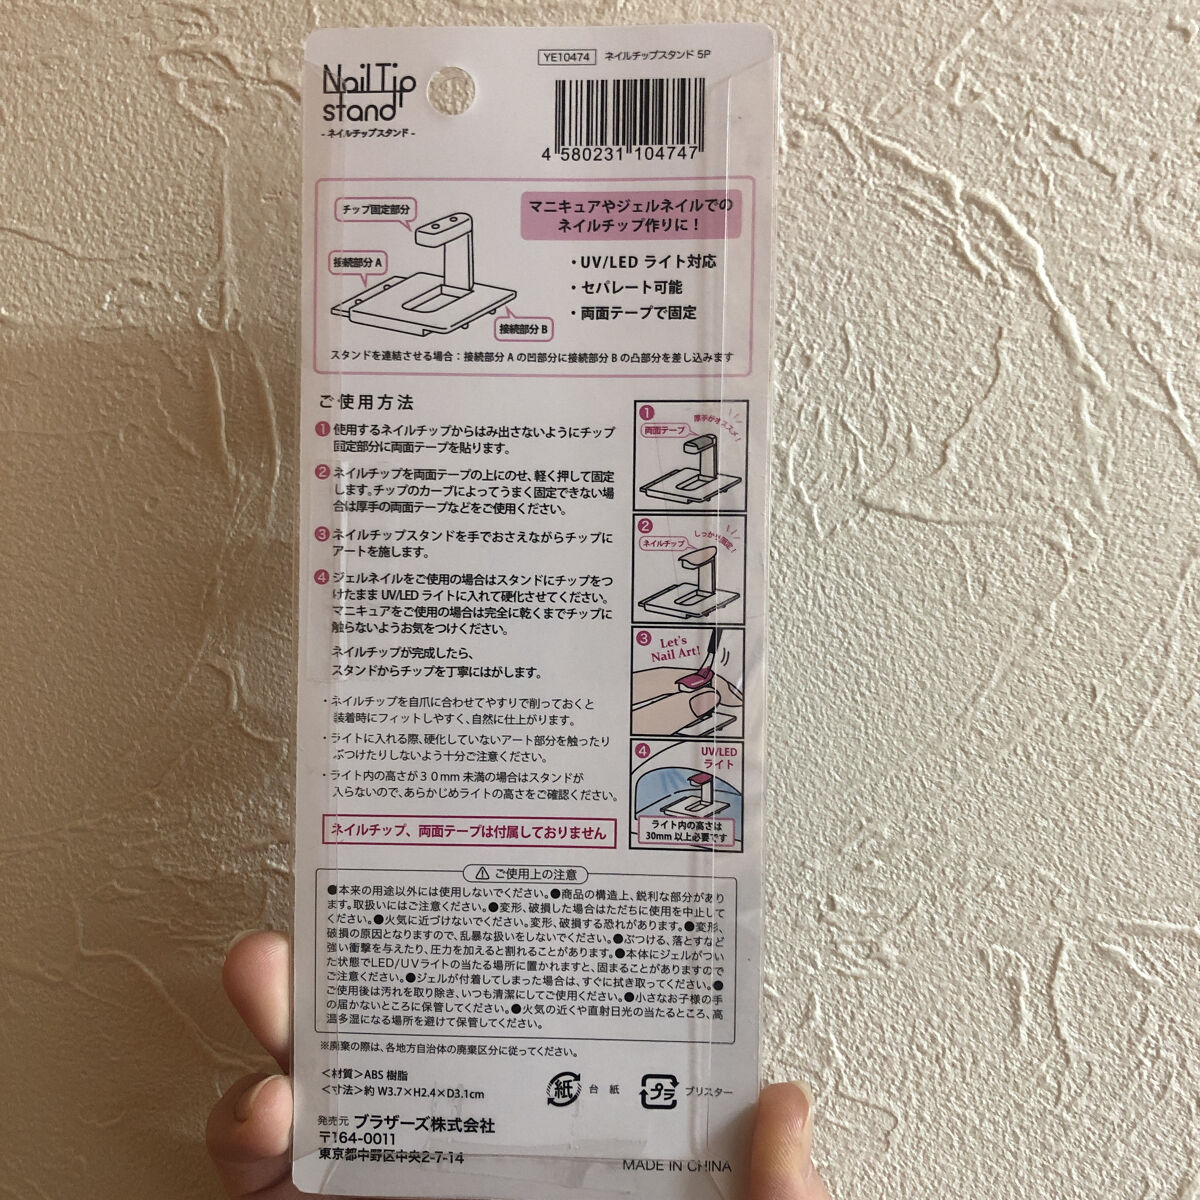 YE10474 ネイルチップスタンド 5P
Nail Tip
stand
- ネイルチップスタンド -
4 580231 104747
チップ固定部分
接続部分 A
接続部分 B
マニキュアやジェルネイルでの
ネイルチップ作りに！
・UV/LED ライト対応
・セパレート可能
・両面テープで固定
スタンドを連結させる場合：接続部分 A の凹部分に接続部分 B の凸部分を差し込みます
ご使用方法
1 使用するネイルチップからはみ出さないようにチップ
固定部分に両面テープを貼ります。
2 ネイルチップを両面テープの上にのせ、軽く押して固定
します。チップのカーブによってうまく固定できない場
合は厚手の両面テープなどをご使用ください。
3 ネイルチップスタンドを手でおさえながらチップに
アートを施します。
4 ジェルネイルをご使用の場合はスタンドにチップをつ
けたまま UV/LED ライトに入れて硬化させてください。
マニキュアをご使用の場合は完全に乾くまでチップに
触らないようお気をつけください。
ネイルチップが完成したら、
スタンドからチップを丁寧にはがします。
・ネイルチップを自爪に合わせてやすりで削っておくと
装着時にフィットしやすく、自然に仕上がります。
・ライトに入れる際、硬化していないアート部分を触ったり
ぶつけたりしないよう十分ご注意ください。
・ライト内の高さが３０mm 未満の場合はスタンドが
入らないので、あらかじめライトの高さをご確認ください。
ネイルチップ、両面テープは付属しておりません
1
両面テープ
厚手がオススメ！
2
ネイルチップ
しっかり固定！
3
Let's
Nail Art!
4
UV/LED
ライト
ライト内の高さは
30mm 以上必要です
⚠ ご使用上の注意
●本来の用途以外には使用しないでください。●商品の構造上、鋭利な部分があり
ます。取扱いにはご注意ください。●変形、破損した場合はただちに使用を中止して
ください。●火気に近づけないでください。変形、破損する恐れがあります。●変形、
破損の原因となりますので、乱暴な扱いをしないでください。●ぶつける、落とすなど
強い衝撃を与えたり、圧力を加えると割れることがあります。●本体にジェルがつい
た状態でLED/UVライトの当たる場所に置かれますと、固まることがありますので
ご注意ください。●ジェルが付着してしまった場合は、すぐに拭き取ってください。●
ご使用後は汚れを取り除き、いつも清潔にしてご使用ください。●小さなお子様の手
の届かないところに保管してください。●火気の近くや直射日光の当たるところ、高
温多湿になる場所を避けて保管してください。
※廃棄の際は、各地方自治体の廃棄区分に従ってください。
＜材質＞ABS 樹脂
＜寸法＞約 W3.7×H2.4×D3.1cm
紙 台紙
プラ ブリスター
発売元 ブラザーズ株式会社
〒164-0011
東京都中野区中央2-7-14
MADE IN CHINA